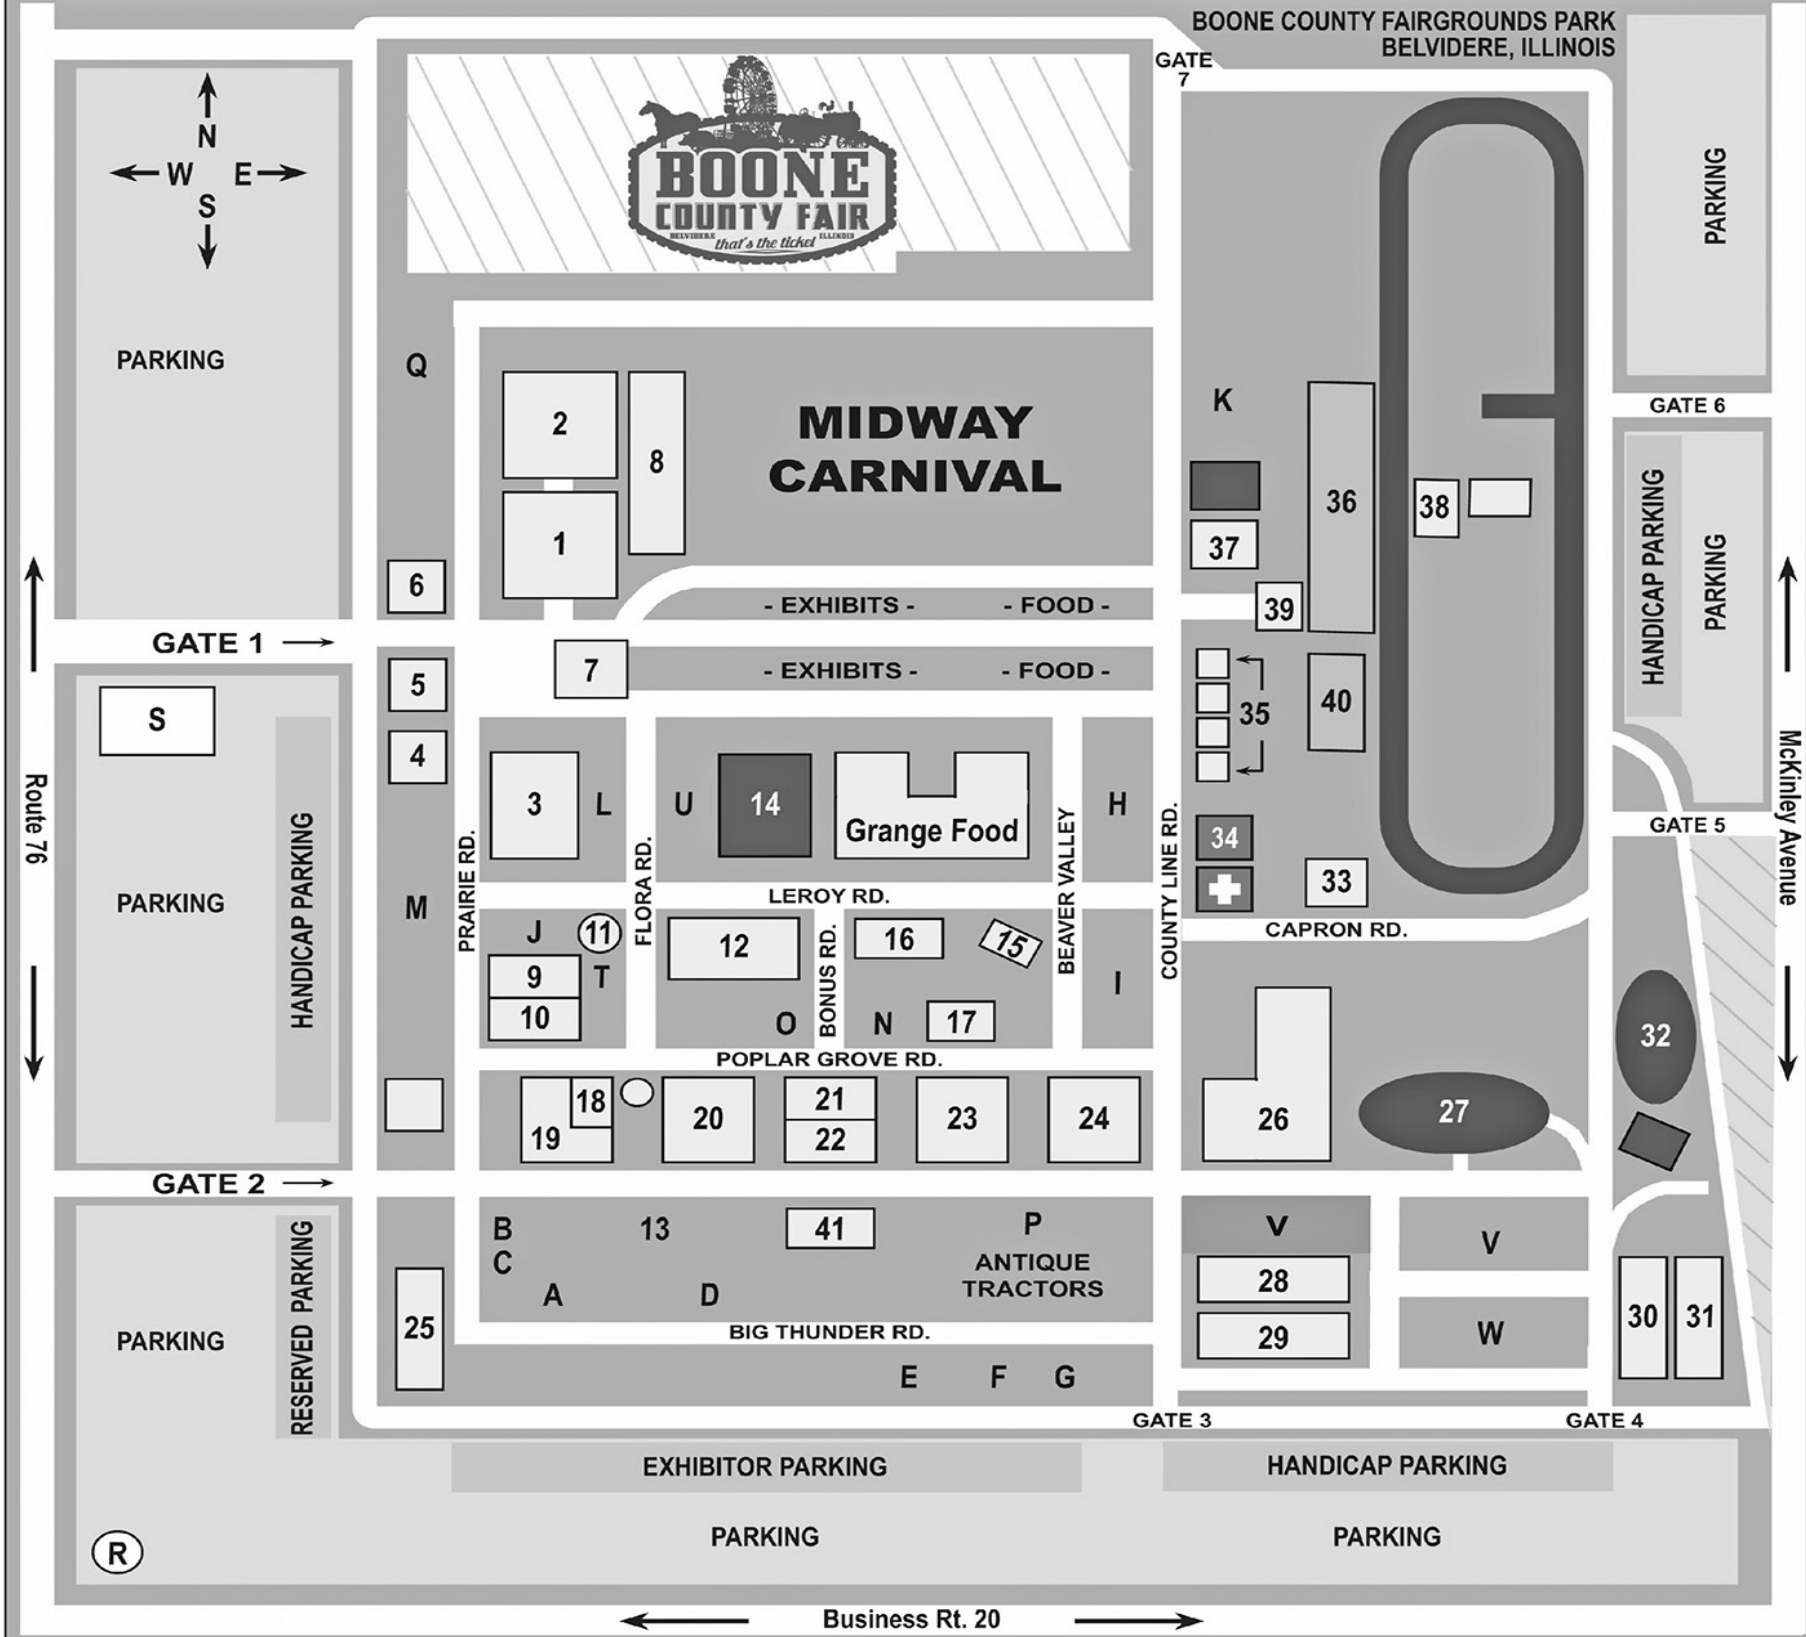 BOONE COUNTY FAIRGROUNDS PARK
BELVIDERE, ILLINOIS
GATE
7
N
W E
S
BOONE
COUNTY FAIR
BELVIDERE that's the ticket ILLINOIS
PARKING
PARKING
Q
2
8
1
MIDWAY
CARNIVAL
K
36
37
38
39
GATE 6
HANDICAP PARKING
PARKING
6
- EXHIBITS - - FOOD -
GATE 1
7
- EXHIBITS - - FOOD -
5
4
S
35
40
3
L
U
14
Grange Food
H
34
33
GATE 5
Route 76
McKinley Avenue
PARKING
HANDICAP PARKING
M
PRAIRIE RD.
FLORA RD.
LEROY RD.
BEAVER VALLEY
COUNTY LINE RD.
CAPRON RD.
J
11
9
T
10
12
BONUS RD.
16
15
O
N
17
I
32
POPLAR GROVE RD.
18
19
20
21
22
23
24
26
27
GATE 2
B
C
13
41
P
ANTIQUE
TRACTORS
A
D
V
V
28
29
W
30
31
25
PARKING
RESERVED PARKING
BIG THUNDER RD.
E F G
GATE 3
GATE 4
EXHIBITOR PARKING
HANDICAP PARKING
PARKING
PARKING
R
Business Rt. 20